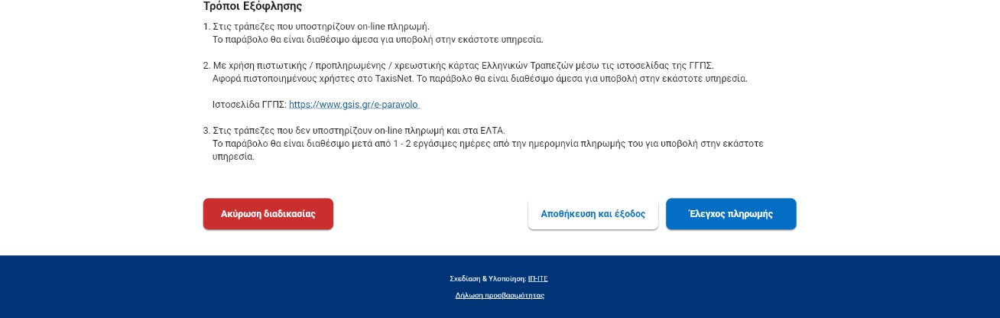 Τρόποι Εξόφλησης
1. Στις τράπεζες που υποστηρίζουν on-line πληρωμή.
Το παράβολο θα είναι διαθέσιμο άμεσα για υποβολή στην εκάστοτε υπηρεσία.
2. Με χρήση πιστωτικής / προπληρωμένης / χρεωστικής κάρτας Ελληνικών Τραπεζών μέσω τις ιστοσελίδας της ΓΓΠΣ.
Αφορά πιστοποιημένους χρήστες στο TaxisNet. Το παράβολο θα είναι διαθέσιμο άμεσα για υποβολή στην εκάστοτε υπηρεσία.
Ιστοσελίδα ΓΓΠΣ: https://www.gsis.gr/e-paravolo
3. Στις τράπεζες που δεν υποστηρίζουν on-line πληρωμή και στα ΕΛΤΑ.
Το παράβολο θα είναι διαθέσιμο μετά από 1 - 2 εργάσιμες ημέρες από την ημερομηνία πληρωμής του για υποβολή στην εκάστοτε
υπηρεσία.
Ακύρωση διαδικασίας
Αποθήκευση και έξοδος
Έλεγχος πληρωμής
Σχεδίαση & Υλοποίηση: ΙΠ-ΙΤΕ
Δήλωση προσβασιμότητας